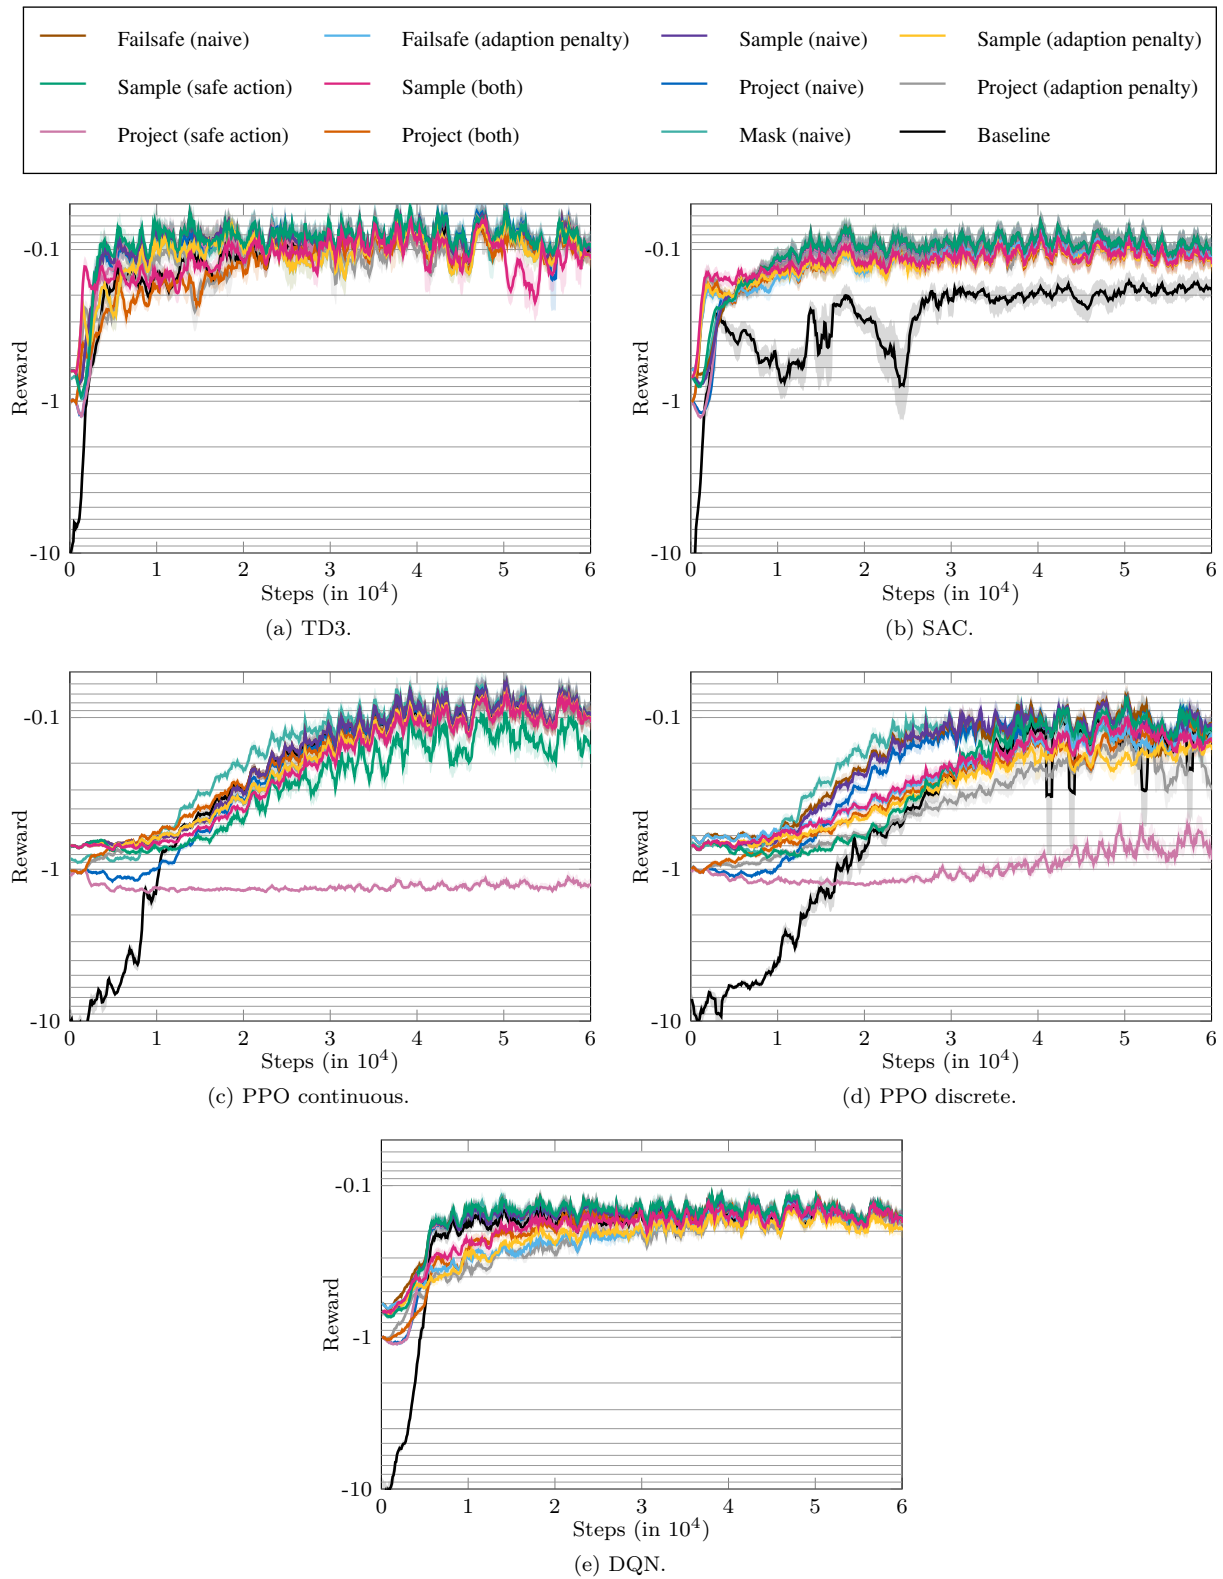 Failsafe (naive) Failsafe (adaption penalty) Sample (naive) Sample (adaption penalty)
Sample (safe action) Sample (both) Project (naive) Project (adaption penalty)
Project (safe action) Project (both) Mask (naive) Baseline
-0.1
-1
-10
Reward
0 1 2 3 4 5 6
Steps (in 10⁴)
(a) TD3.
-0.1
-1
-10
Reward
0 1 2 3 4 5 6
Steps (in 10⁴)
(b) SAC.
-0.1
-1
-10
Reward
0 1 2 3 4 5 6
Steps (in 10⁴)
(c) PPO continuous.
-0.1
-1
-10
Reward
0 1 2 3 4 5 6
Steps (in 10⁴)
(d) PPO discrete.
-0.1
-1
-10
Reward
0 1 2 3 4 5 6
Steps (in 10⁴)
(e) DQN.